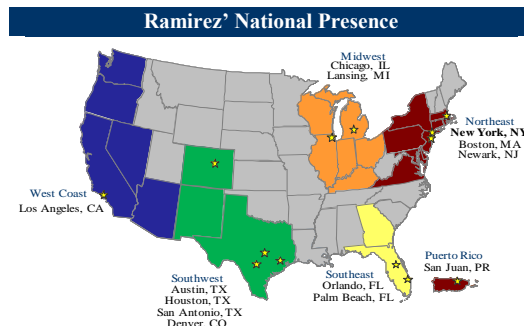 Ramirez’ National Presence
Midwest
Chicago, IL
Lansing, MI
Northeast
New York, NY
Boston, MA
Newark, NJ
West Coast
Los Angeles, CA
Southwest
Austin, TX
Houston, TX
San Antonio, TX
Denver, CO
Southeast
Orlando, FL
Palm Beach, FL
Puerto Rico
San Juan, PR